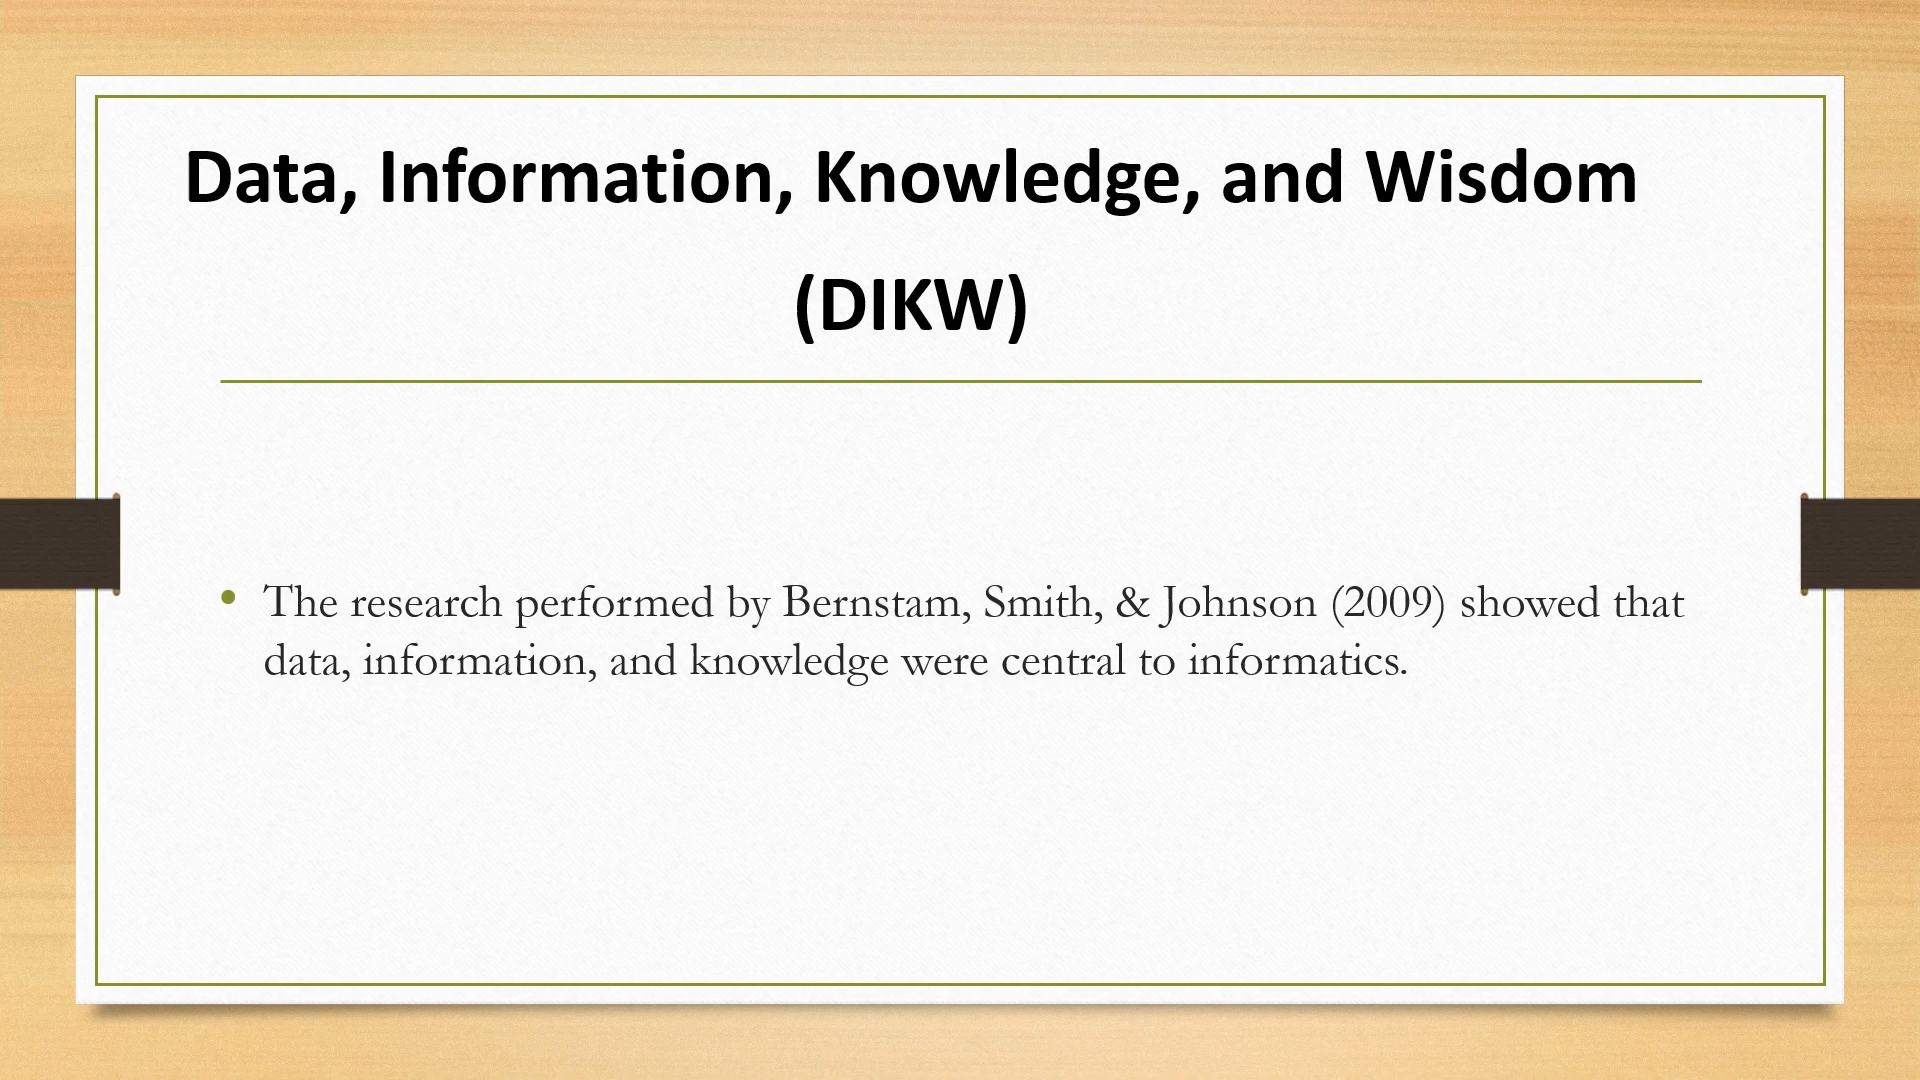 Data, Information, Knowledge, and Wisdom
(DIKW)
• The research performed by Bernstam, Smith, & Johnson (2009) showed that
data, information, and knowledge were central to informatics.